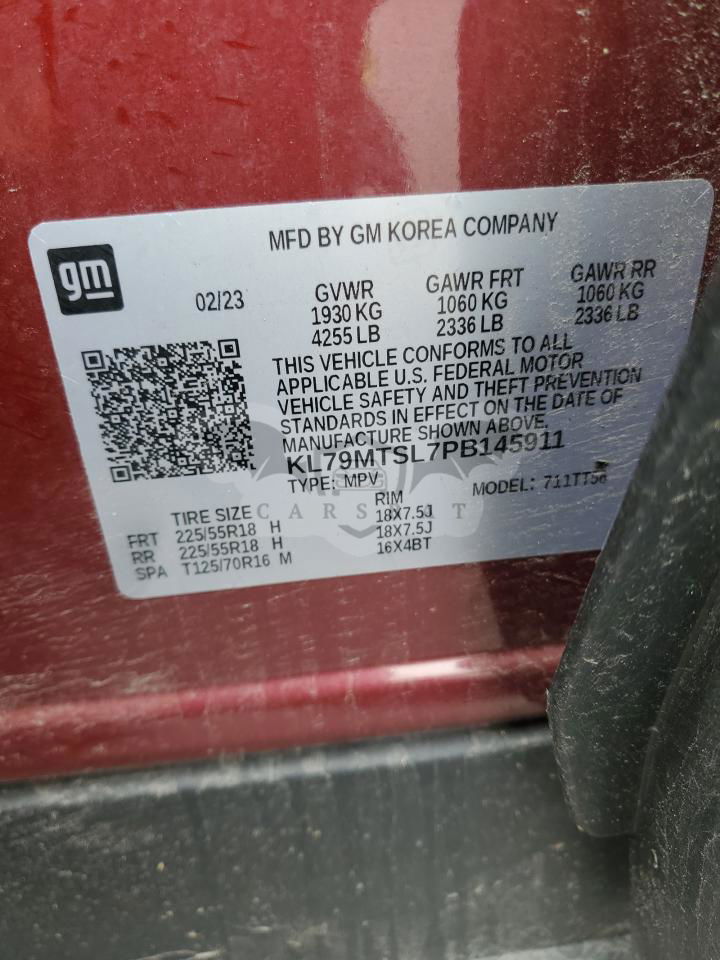 MFD BY GM KOREA COMPANY
gm
02/23
GVWR
1930 KG
4255 LB
GAWR FRT
1060 KG
2336 LB
GAWR RR
1060 KG
2336 LB
THIS VEHICLE CONFORMS TO ALL
APPLICABLE U.S. FEDERAL MOTOR
VEHICLE SAFETY AND THEFT PREVENTION
STANDARDS IN EFFECT ON THE DATE OF
MANUFACTURE SHOWN ABOVE.
KL79MTSL7PB145911
TYPE: MPV
MODEL: 711TT56
TIRE SIZE RIM
FRT 225/55R18 H 18X7.5J
RR 225/55R18 H 18X7.5J
SPA T125/70R16 M 16X4BT